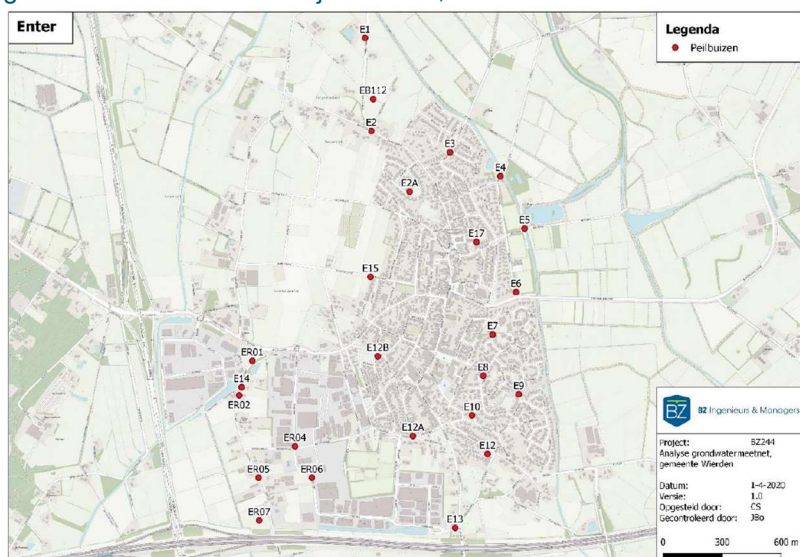 Enter
Legenda
Peilbuizen
E1
EB112
E2
E3
E4
E2A
E5
E17
E15
E6
E7
E12B
ER01
E8
E14
E9
ER02
E10
E12A
ER04
E12
ER05
ER06
ER07
E13
BZ
BZ Ingenieurs & Managers
Project: BZ244
Analyse grondwatermeetnet,
gemeente Wierden
Datum: 1-4-2020
Versie: 1.0
Opgesteld door: CS
Gecontroleerd door: JBo
0 300 600 m